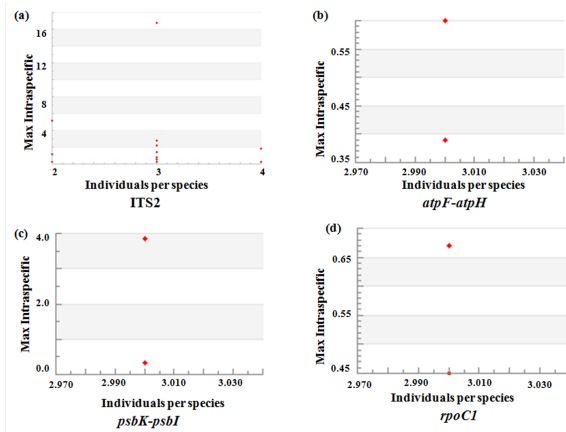 (a)
Max Intraspecific
16
12
8
4
2
3
4
Individuals per species
ITS2
(b)
Max Intraspecific
0.55
0.45
0.35
2.970
2.990
3.010
3.030
Individuals per species
atpF-atpH
(c)
Max Intraspecific
4.0
2.0
0.0
2.970
2.990
3.010
3.030
Individuals per species
psbK-psbI
(d)
Max Intraspecific
0.65
0.55
0.45
2.970
2.990
3.010
3.030
Individuals per species
rpoC1